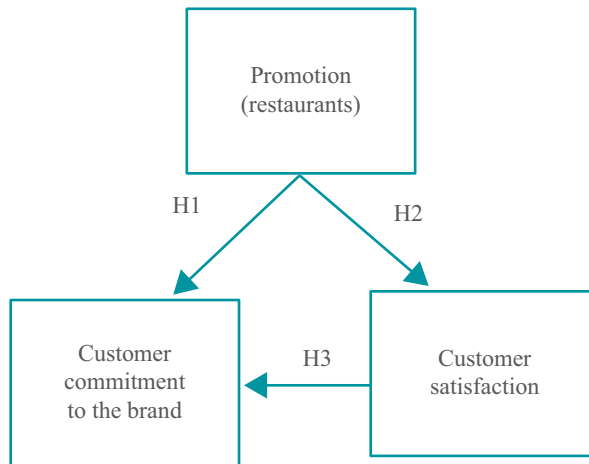 Promotion
(restaurants)
H1
H2
Customer
commitment
to the brand
H3
Customer
satisfaction